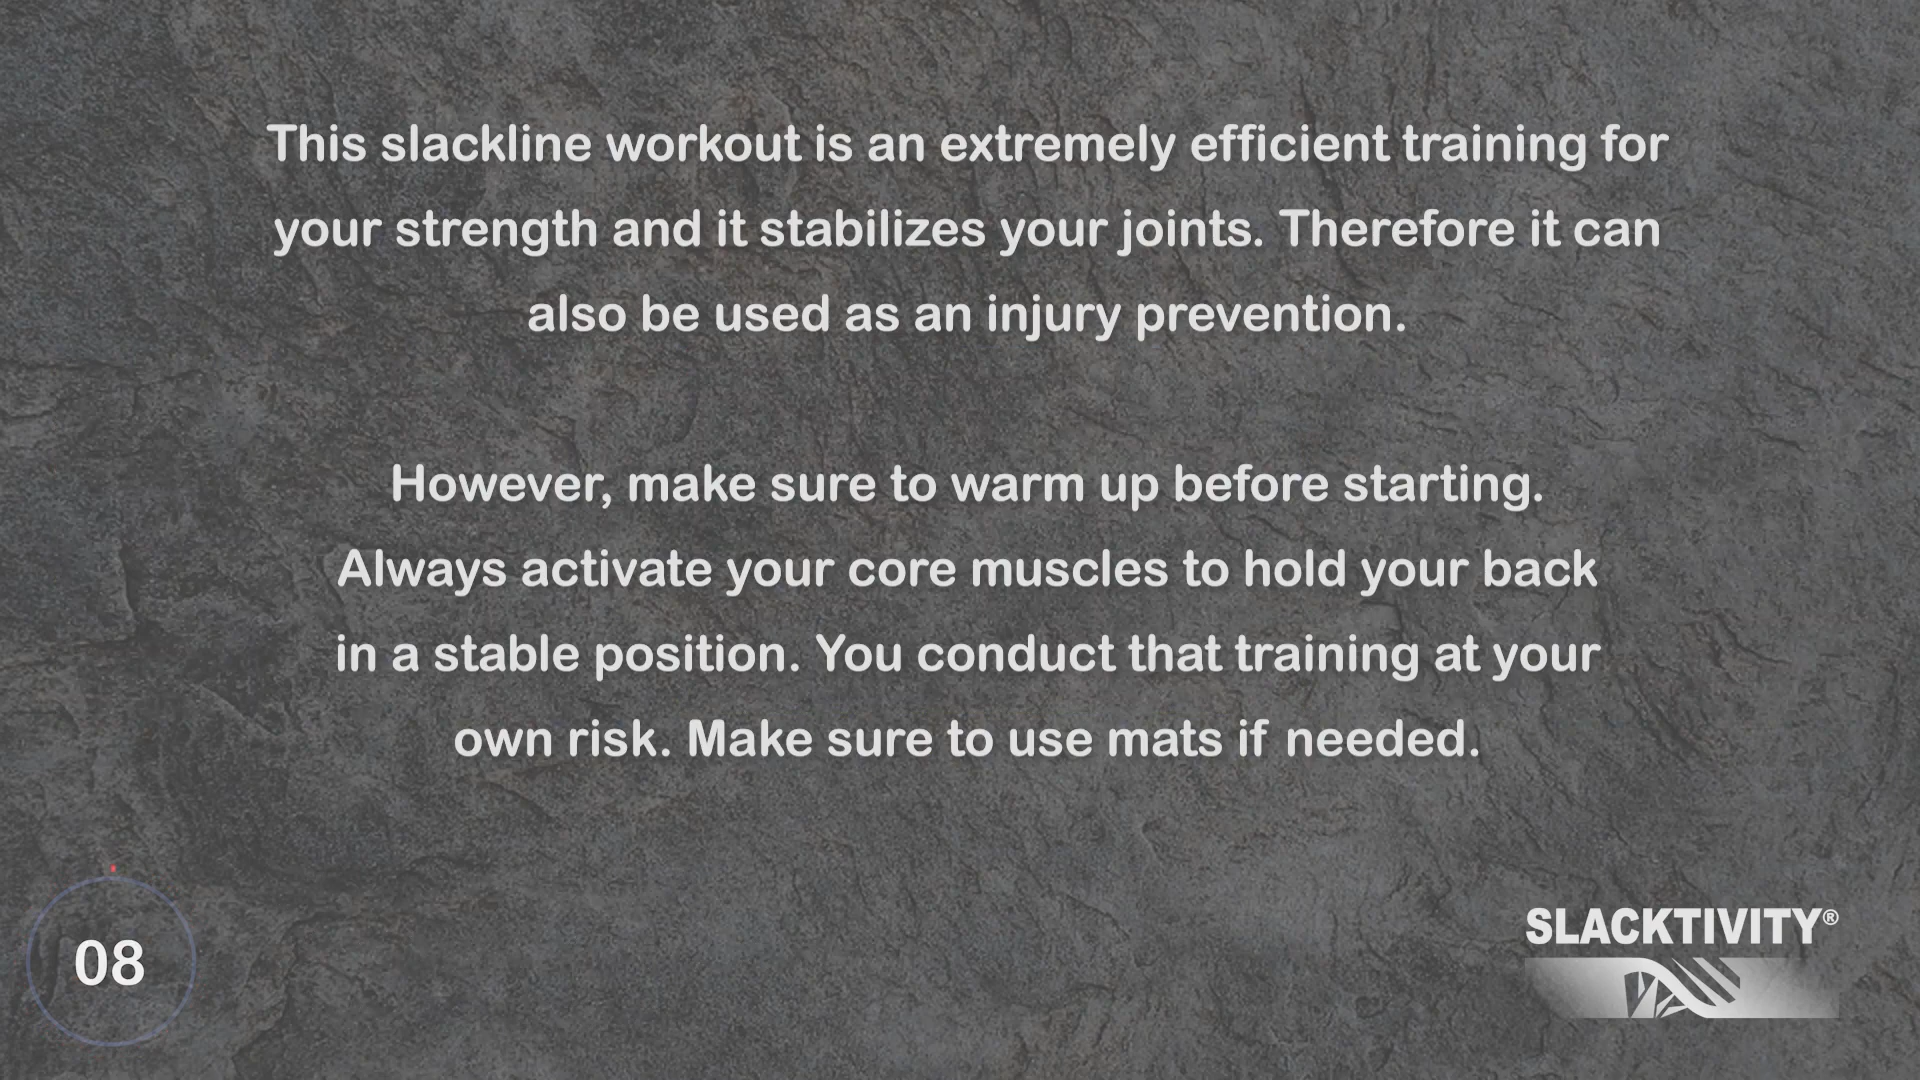 This slackline workout is an extremely efficient training for
your strength and it stabilizes your joints. Therefore it can
also be used as an injury prevention.
However, make sure to warm up before starting.
Always activate your core muscles to hold your back
in a stable position. You conduct that training at your
own risk. Make sure to use mats if needed.
08
SLACKTIVITY®